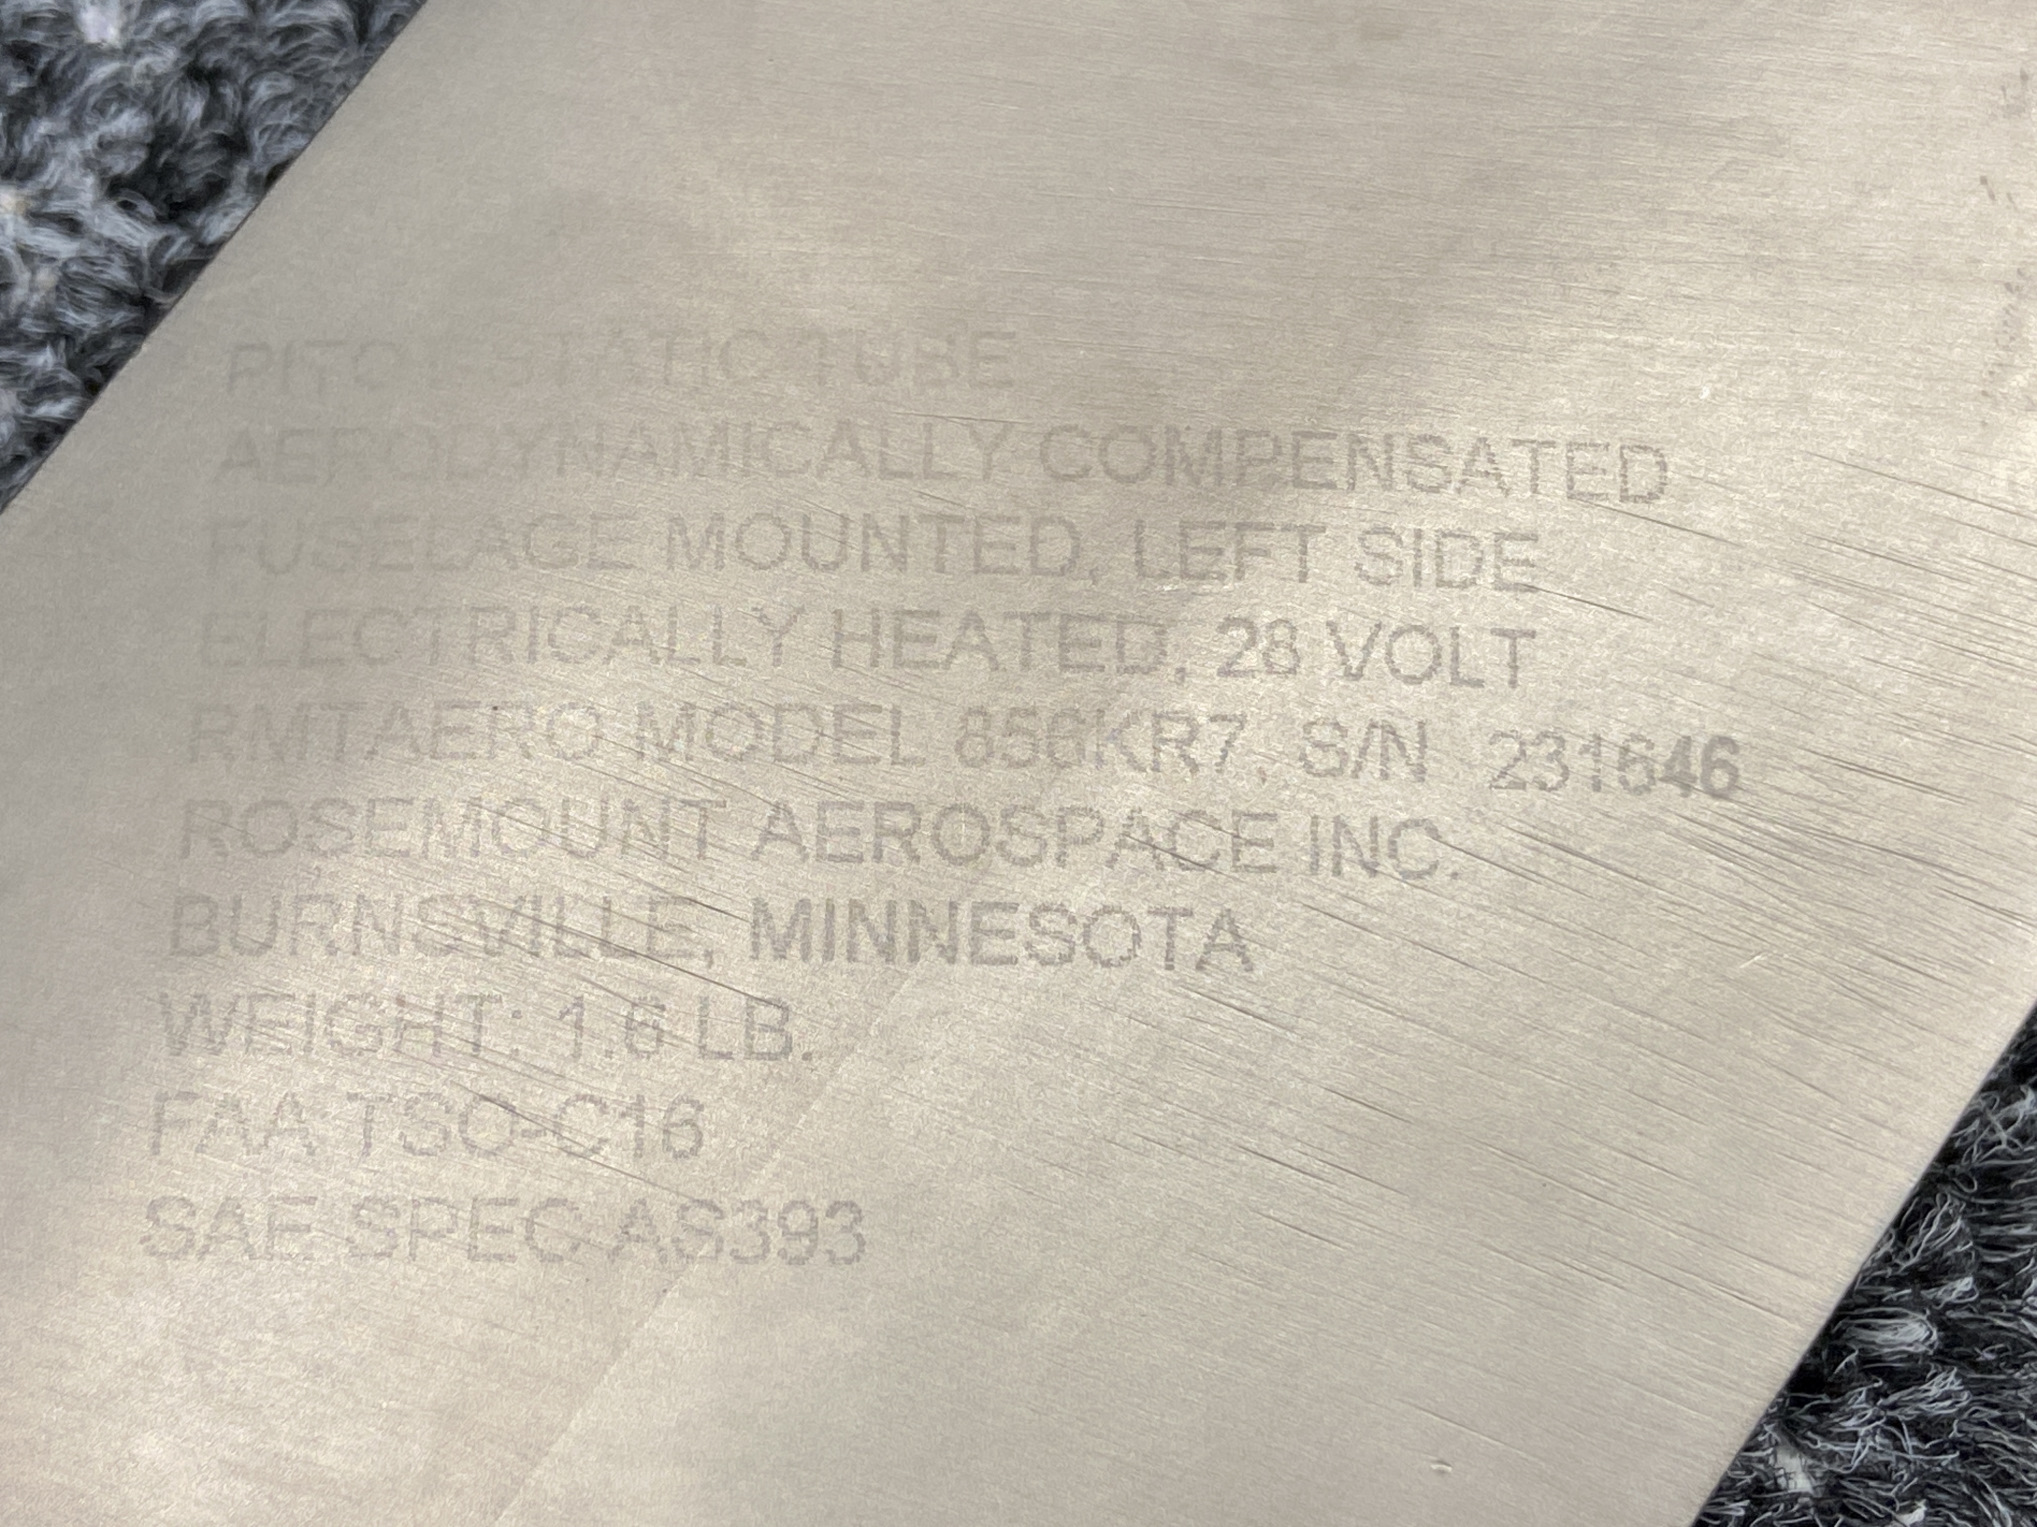 PITOT STATIC TUBE
AERODYNAMICALLY COMPENSATED
FUSELAGE MOUNTED, LEFT SIDE
ELECTRICALLY HEATED, 28 VOLT
RMTAERO MODEL 856KR7, S/N 231646
ROSEMOUNT AEROSPACE INC.
BURNSVILLE, MINNESOTA
WEIGHT: 1.6 LB.
FAA TSO-C16
SAE SPEC AS393